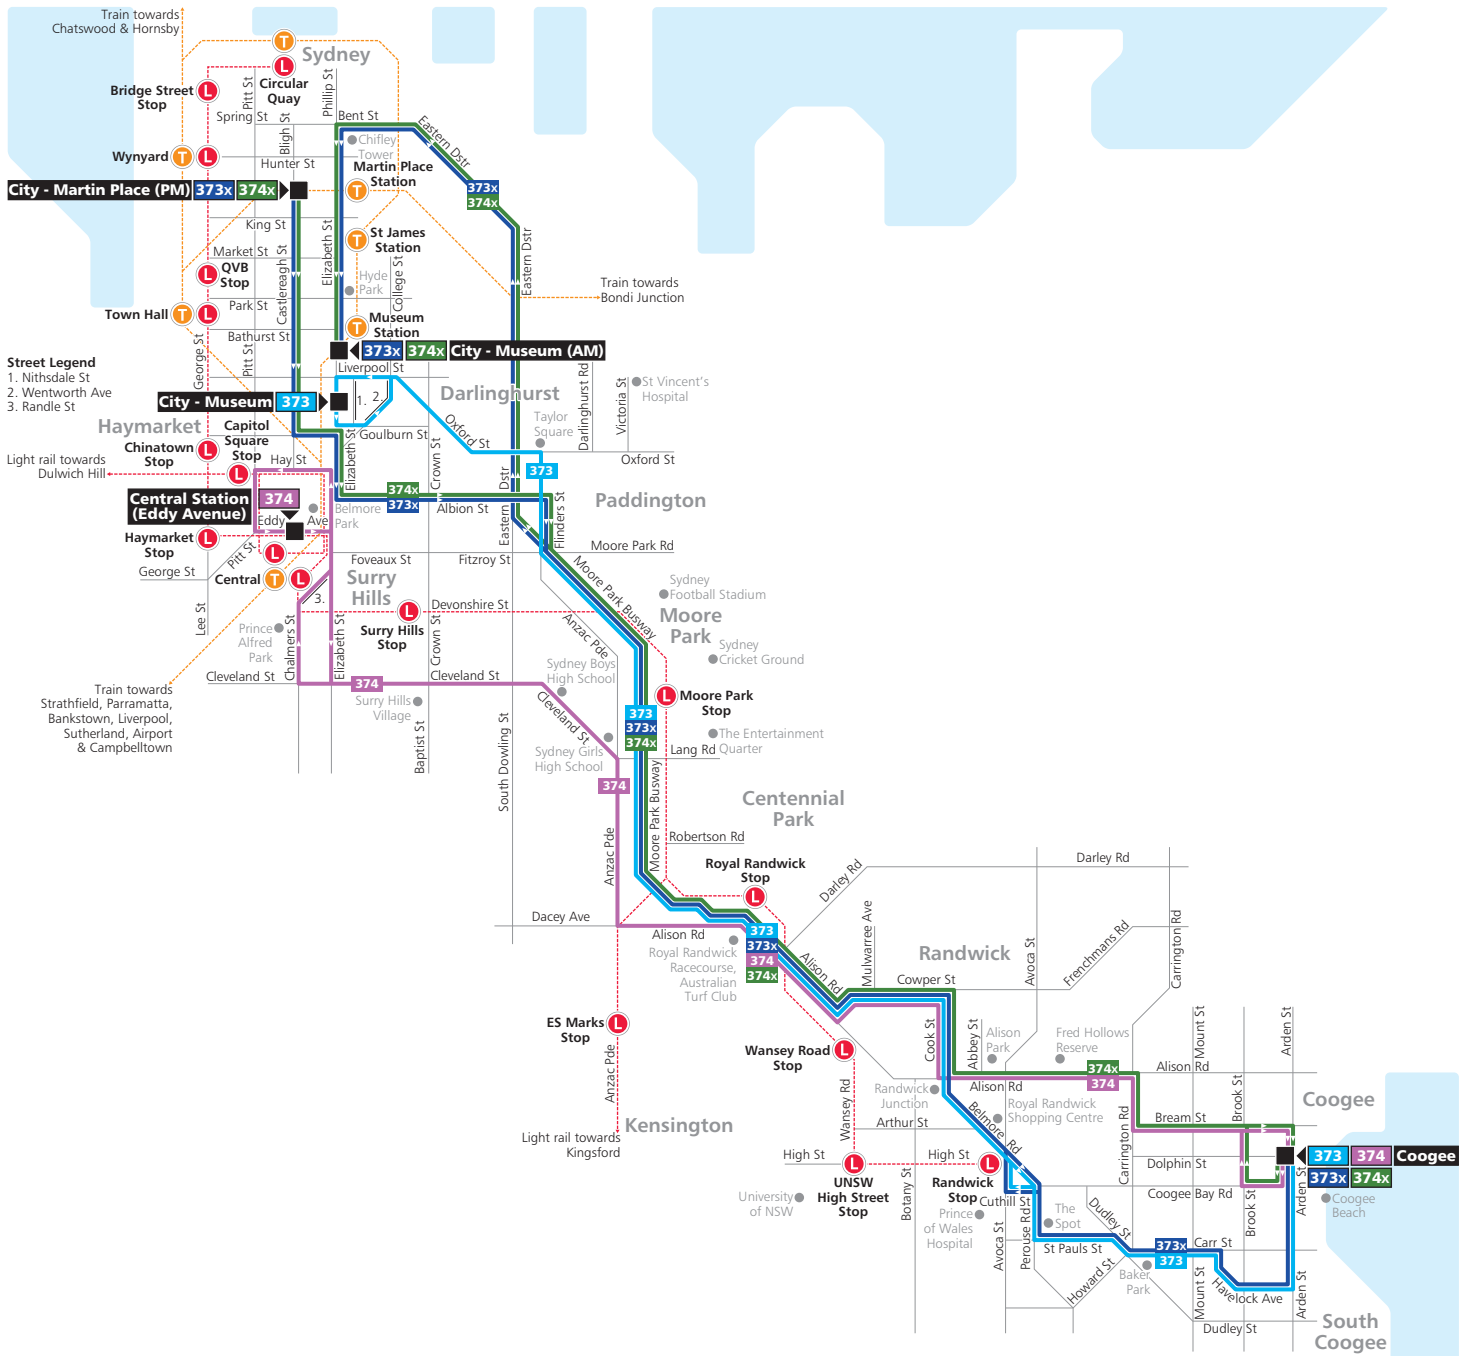 Train towards
Chatswood & Hornsby
Sydney
Bridge Street
Stop
Circular
Quay
Pitt St
Phillip St
Spring St
Bent St
Bligh St
Chifley
Tower
Eastern Dstr
Wynyard
Hunter St
Martin Place
Station
City - Martin Place (PM) 373x 374x
373x
374x
King St
Elizabeth St
St James
Station
Market St
Castlereagh St
College St
Eastern Dstr
QVB
Stop
Hyde
Park
Train towards
Bondi Junction
Park St
Town Hall
Museum
Station
Bathurst St
George St
Pitt St
373x 374x City - Museum (AM)
Street Legend
1. Nithsdale St
2. Wentworth Ave
3. Randle St
Liverpool St
Darlinghurst
Darlinghurst Rd
Victoria St
St Vincent's
Hospital
City - Museum 373
1. 2.
Taylor
Square
Haymarket
Capitol
Square
Stop
Chinatown
Stop
Goulburn St
Oxford St
Elizabeth St
Crown St
Oxford St
Light rail towards
Dulwich Hill
Hay St
373
Central Station
(Eddy Avenue)
374
374x
373x
Albion St
Eastern Dstr
Flinders St
Paddington
Belmore
Park
Eddy Ave
Haymarket
Stop
Pitt St
Moore Park Rd
Foveaux St
Fitzroy St
George St
Central
Surry
Hills
Moore Park Busway
Sydney
Football Stadium
3.
Devonshire St
Lee St
Surry Hills
Stop
Moore
Park
Anzac Pde
Prince
Alfred
Park
Chalmers St
Elizabeth St
Crown St
Sydney
Cricket Ground
Sydney Boys
High School
Cleveland St
374
Cleveland St
Train towards
Strathfield, Parramatta,
Bankstown, Liverpool,
Sutherland, Airport
& Campbelltown
Surry Hills
Village
Cleveland St
Moore Park
Stop
373
373x
374x
The Entertainment
Quarter
Baptist St
South Dowling St
Sydney Girls
High School
Lang Rd
374
Moore Park Busway
Centennial
Park
Robertson Rd
Anzac Pde
Royal Randwick
Stop
Darley Rd
Darley Rd
Dacey Ave
Alison Rd
Mulwarree Ave
373
373x
374
374x
Royal Randwick
Racecourse,
Australian
Turf Club
Alison Rd
Randwick
Avoca St
Frenchmans Rd
Carrington Rd
Cowper St
ES Marks
Stop
Cook St
Abbey St
Alison
Park
Fred Hollows
Reserve
Mount St
Arden St
Wansey Road
Stop
Anzac Pde
374x
374
Alison Rd
Alison Rd
Randwick
Junction
Wansey Rd
Belmore Rd
Royal Randwick
Shopping Centre
Brook St
Coogee
Kensington
Arthur St
Carrington Rd
Bream St
Light rail towards
Kingsford
High St
High St
Dolphin St
373 374 Coogee
373x 374x
UNSW
High Street
Stop
Randwick
Stop
University
of NSW
Botany St
Cuthill St
Coogee Bay Rd
Arden St
Coogee
Beach
Prince
of Wales
Hospital
Avoca St
Perouse Rd
The
Spot
Dudley St
Brook St
St Pauls St
373x
373
Carr St
Baker
Park
Howard St
Mount St
Havelock Ave
Arden St
Dudley St
South
Coogee